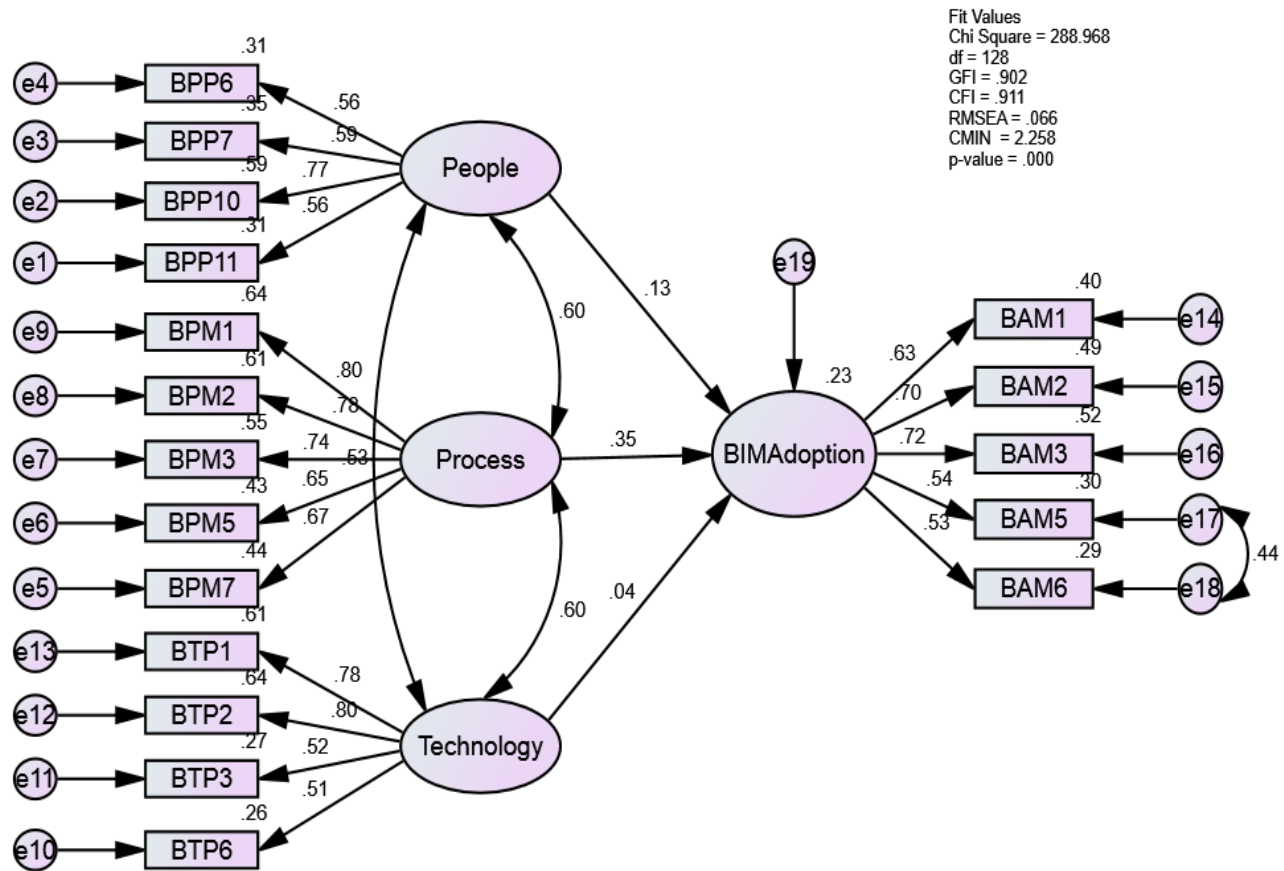 Fit Values
Chi Square = 288.968
df = 128
GFI = .902
CFI = .911
RMSEA = .066
CMIN = 2.258
p-value = .000
.31
e4
BPP6
.56
.35
e3
BPP7
.59
.59
e2
BPP10
.77
.31
e1
BPP11
.56
People
.64
e9
BPM1
.80
.61
e8
BPM2
.78
.55
e7
BPM3
.74
.53
.43
e6
BPM5
.65
.44
e5
BPM7
.67
Process
.61
e13
BTP1
.78
.64
e12
BTP2
.80
.27
e11
BTP3
.52
.26
e10
BTP6
.51
Technology
.60
.60
.13
.35
.04
e19
.23
BIMAdoption
.63
.40
BAM1
e14
.70
.49
BAM2
e15
.72
.52
BAM3
e16
.54
.30
BAM5
e17
.53
.29
BAM6
e18
.44